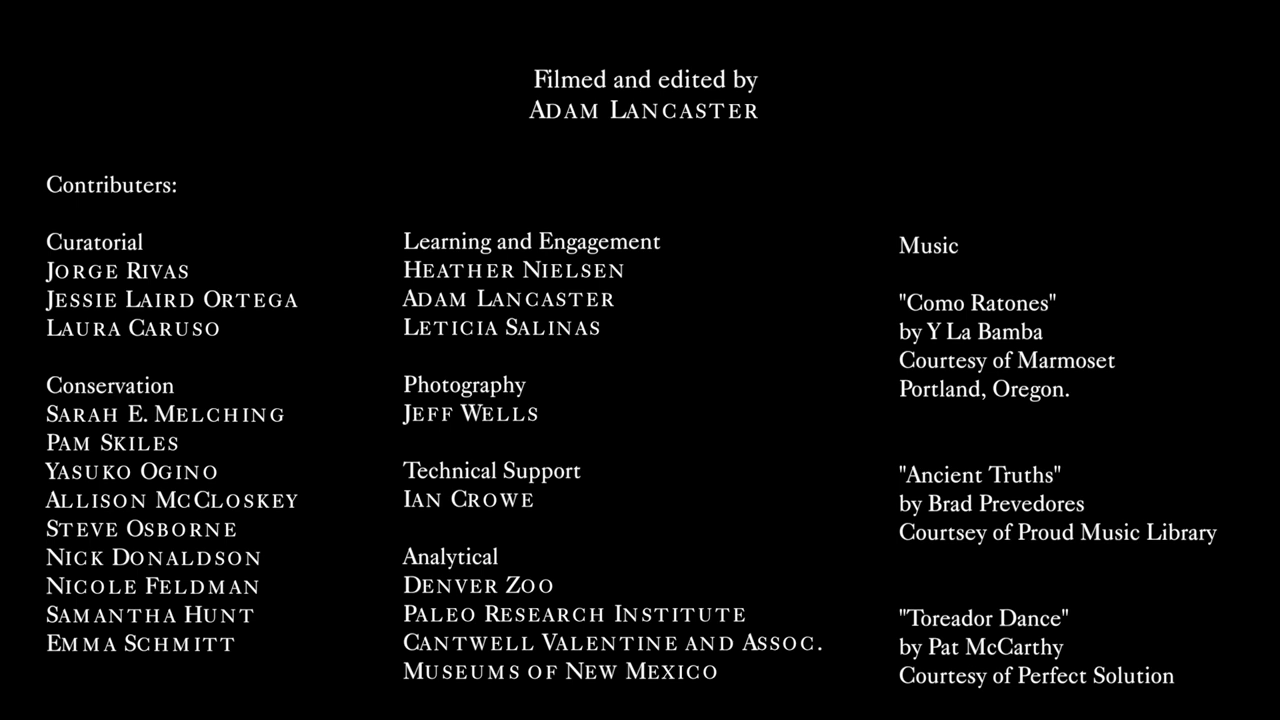 Filmed and edited by
ADAM LANCASTER
Contributers:
Curatorial
JORGE RIVAS
JESSIE LAIRD ORTEGA
LAURA CARUSO
Conservation
SARAH E. MELCHING
PAM SKILES
YASUKO OGINO
ALLISON MCCLOSKEY
STEVE OSBORNE
NICK DONALDSON
NICOLE FELDMAN
SAMANTHA HUNT
EMMA SCHMITT
Learning and Engagement
HEATHER NIELSEN
ADAM LANCASTER
LETICIA SALINAS
Photography
JEFF WELLS
Technical Support
IAN CROWE
Analytical
DENVER ZOO
PALEO RESEARCH INSTITUTE
CANTWELL VALENTINE AND ASSOC.
MUSEUMS OF NEW MEXICO
Music
"Como Ratones"
by Y La Bamba
Courtesy of Marmoset
Portland, Oregon.
"Ancient Truths"
by Brad Prevedores
Courtsey of Proud Music Library
"Toreador Dance"
by Pat McCarthy
Courtesy of Perfect Solution